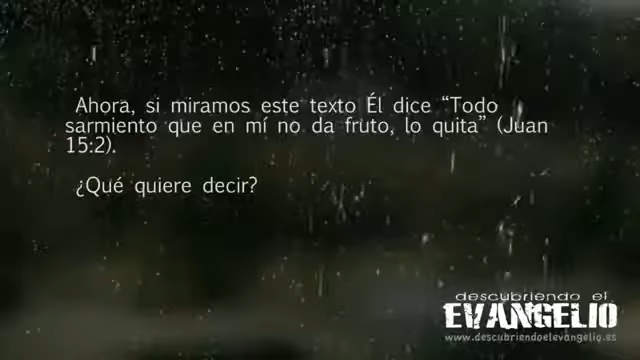 Ahora, si miramos este texto Él dice “Todo
sarmiento que en mí no da fruto, lo quita” (Juan
15:2).
¿Qué quiere decir?
descubriendo el
EVANGELIO
www.descubriendoelevangelio.es